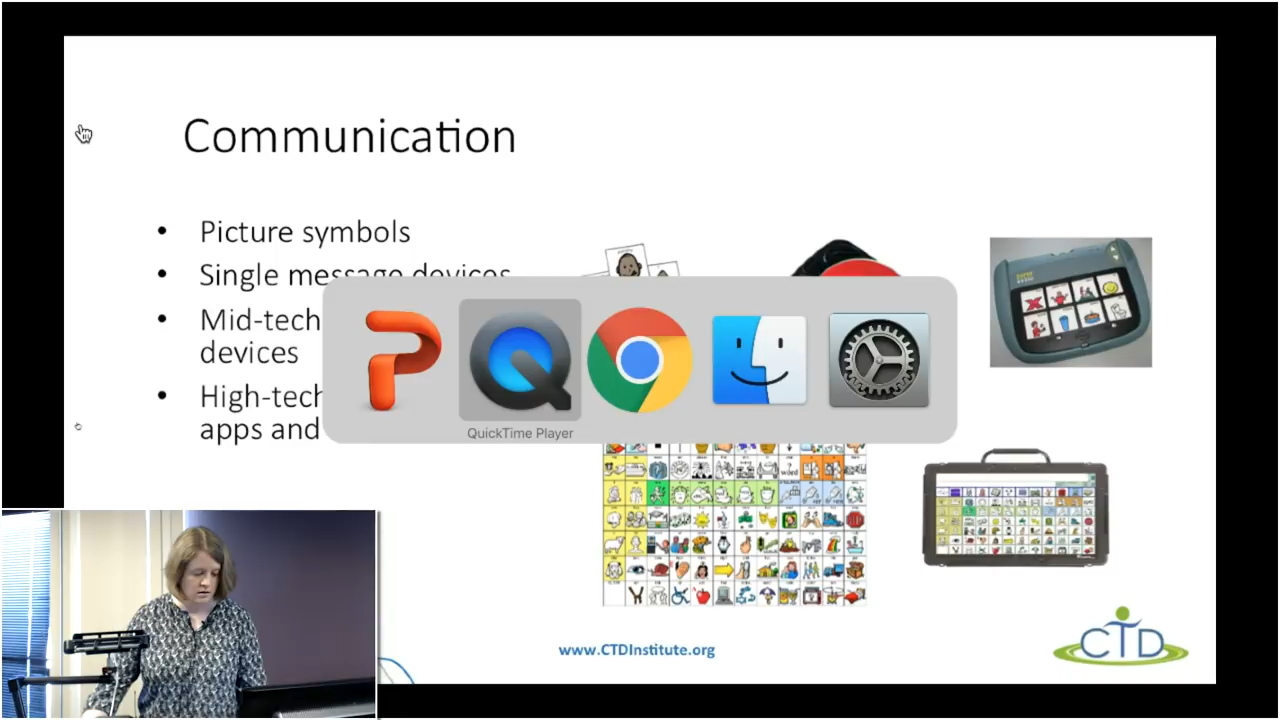 Communication
• Picture symbols
• Single message devices
• Mid-tech
devices
• High-tech
apps and
QuickTime Player
www.CTDInstitute.org
CTD